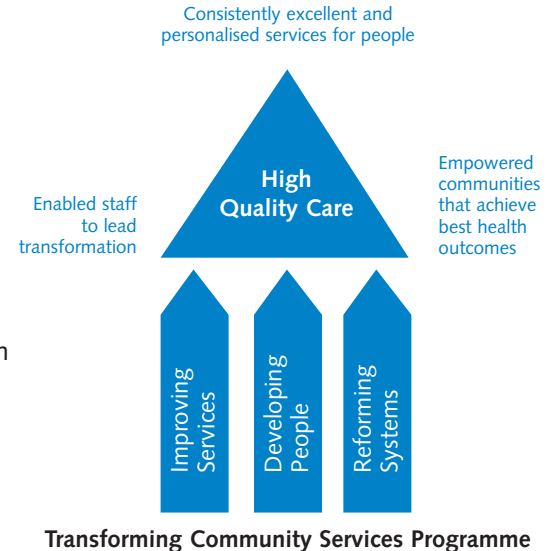 Consistently excellent and
personalised services for people
High
Quality Care
Enabled staff
to lead
transformation
Empowered
communities
that achieve
best health
outcomes
Improving
Services
Developing
People
Reforming
Systems
Transforming Community Services Programme